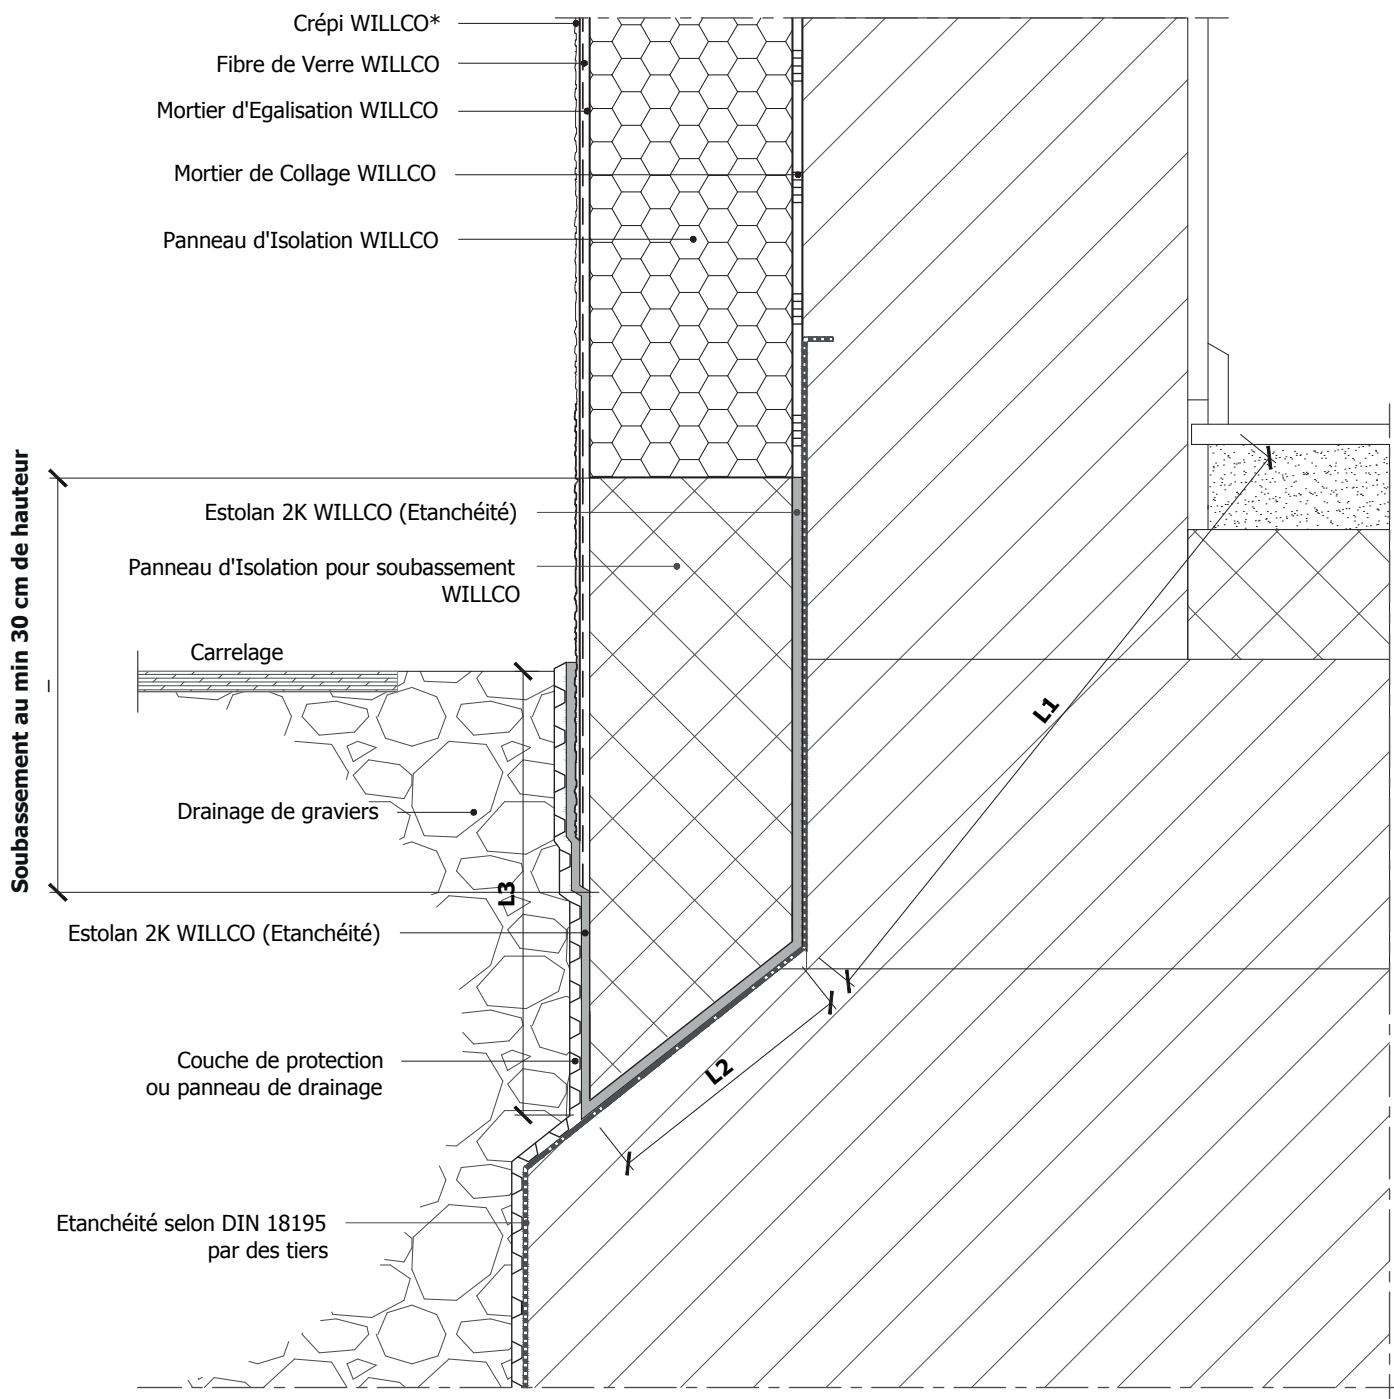 Crépi WILLCO*
Fibre de Verre WILLCO
Mortier d'Egalisation WILLCO
Mortier de Collage WILLCO
Panneau d'Isolation WILLCO
Soubassement au min 30 cm de hauteur
Estolan 2K WILLCO (Etanchéité)
Panneau d'Isolation pour soubassement
WILLCO
Carrelage
L1
Drainage de graviers
L3
Estolan 2K WILLCO (Etanchéité)
Couche de protection
ou panneau de drainage
L2
Etanchéité selon DIN 18195
par des tiers